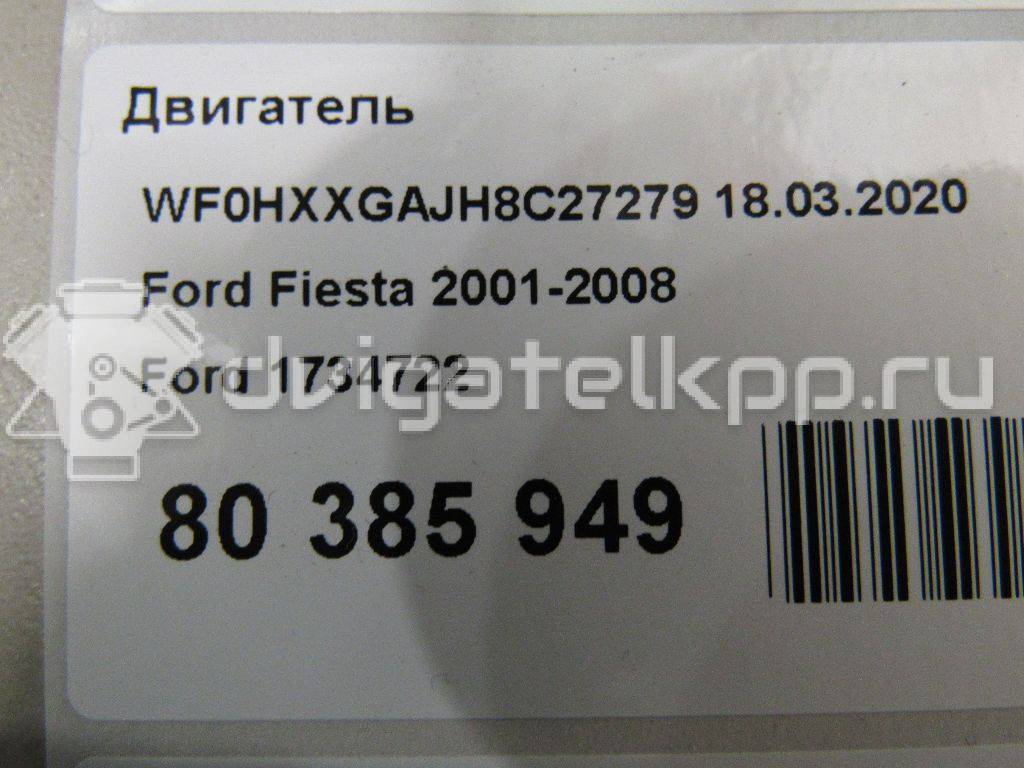 Двигатель
WF0HXXGAJH8C27279 18.03.2020
Ford Fiesta 2001-2008
Ford 1734722
dvigatelkpp.ru
80 385 949